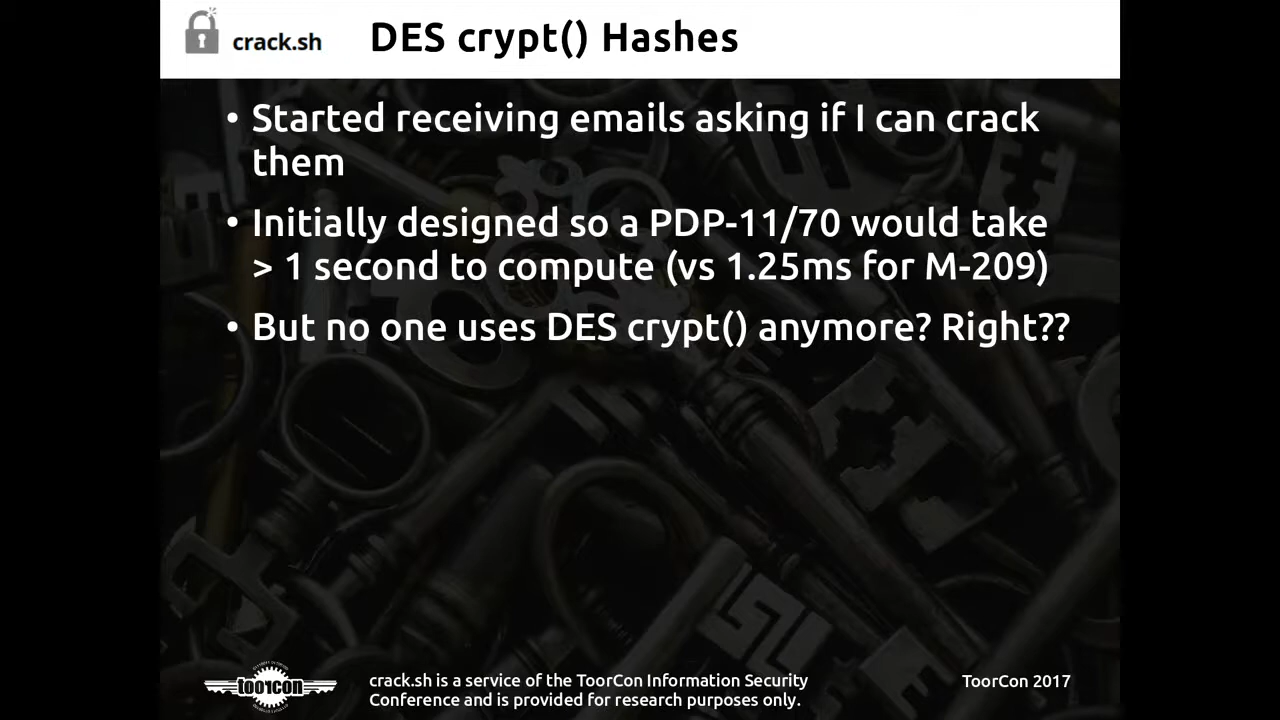 crack.sh
DES crypt() Hashes
• Started receiving emails asking if I can crack
them
• Initially designed so a PDP-11/70 would take
> 1 second to compute (vs 1.25ms for M-209)
• But no one uses DES crypt() anymore? Right??
toorcon
crack.sh is a service of the ToorCon Information Security
Conference and is provided for research purposes only.
ToorCon 2017